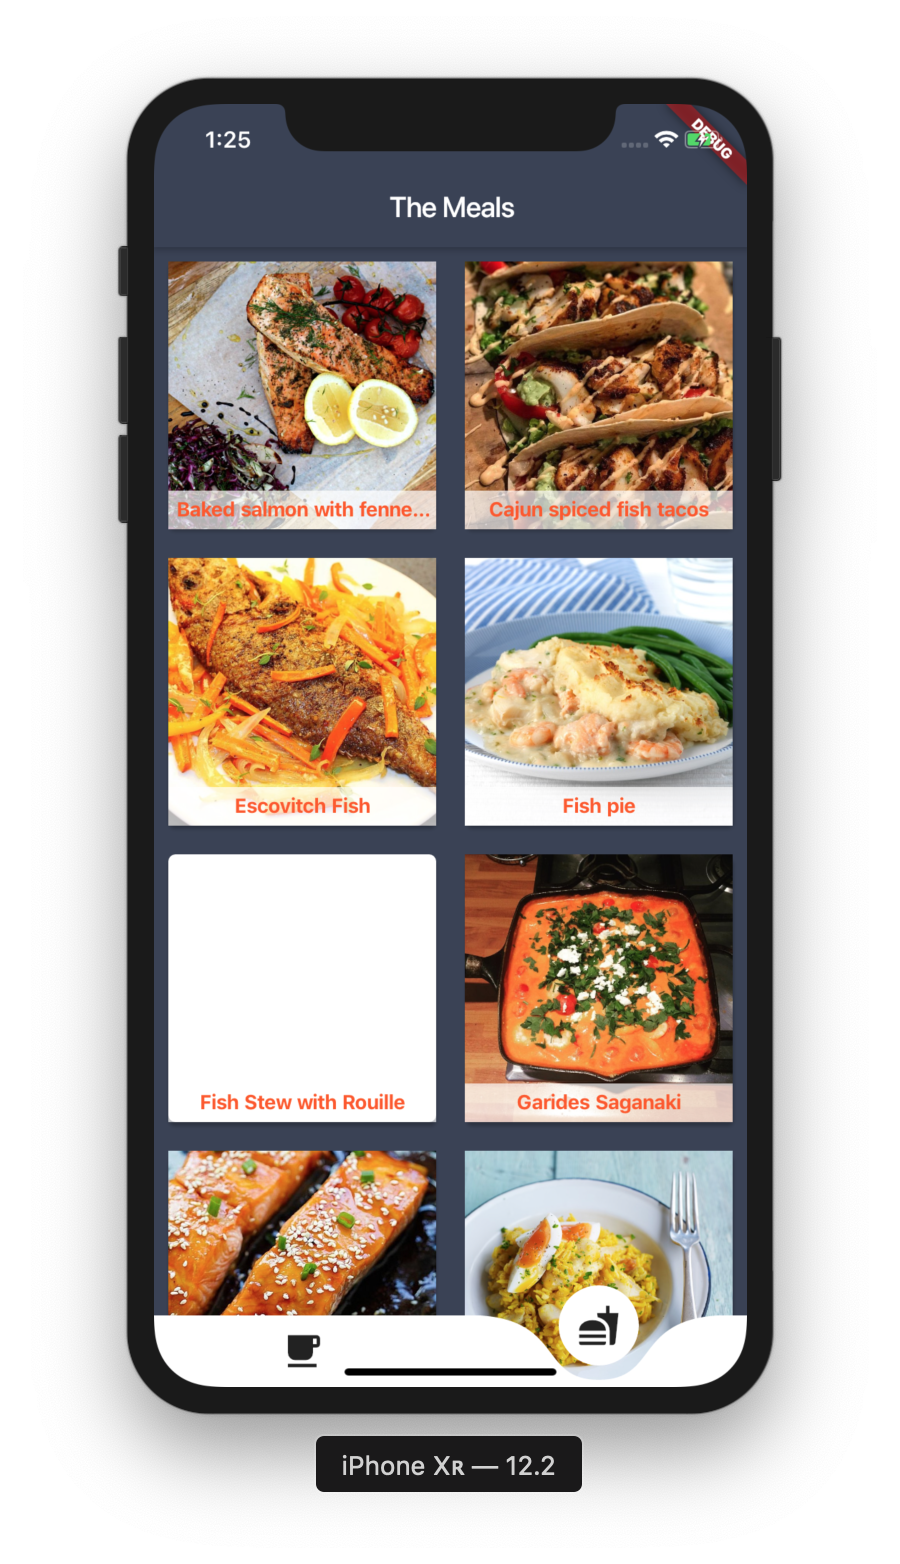 1:25
DEBUG
The Meals
Baked salmon with fenne...
Cajun spiced fish tacos
Escovitch Fish
Fish pie
Fish Stew with Rouille
Garides Saganaki
iPhone Xʀ — 12.2